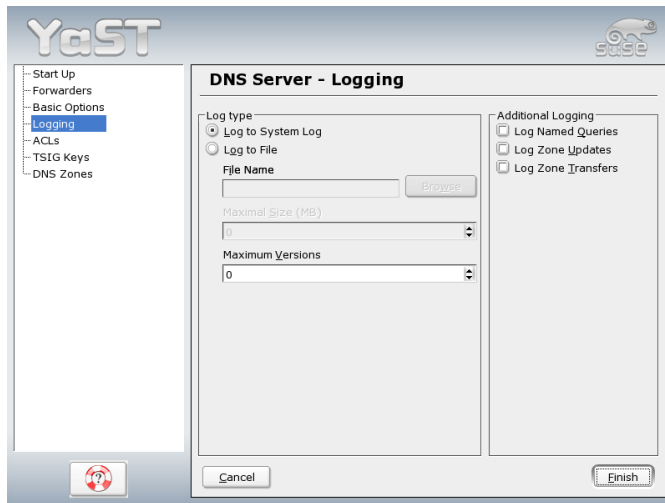 YaST
SUSE
Start Up
Forwarders
Basic Options
Logging
ACLs
TSIG Keys
DNS Zones
DNS Server - Logging
Log type
Log to System Log
Log to File
File Name
Browse
Maximal Size (MB)
0
Maximum Versions
0
Additional Logging
Log Named Queries
Log Zone Updates
Log Zone Transfers
?
Cancel
Finish